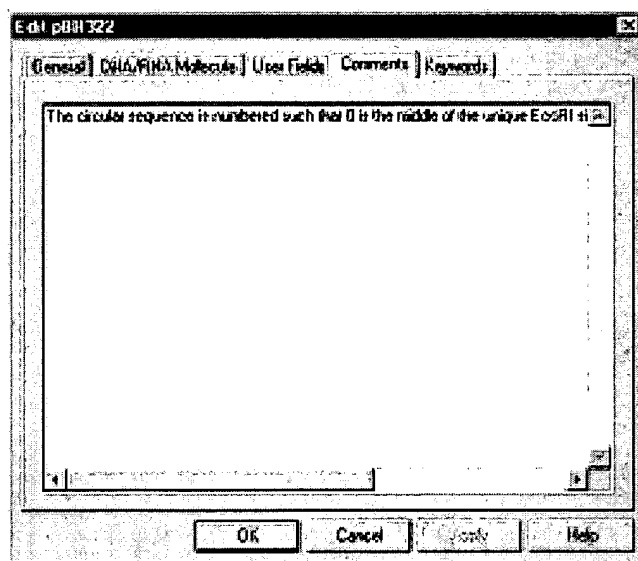 Edit pBR322
General DNA/RNA Molecule User Fields Comments Keywords
The circular sequence is numbered such that 0 is the middle of the unique EcoRI si
OK Cancel Apply Help